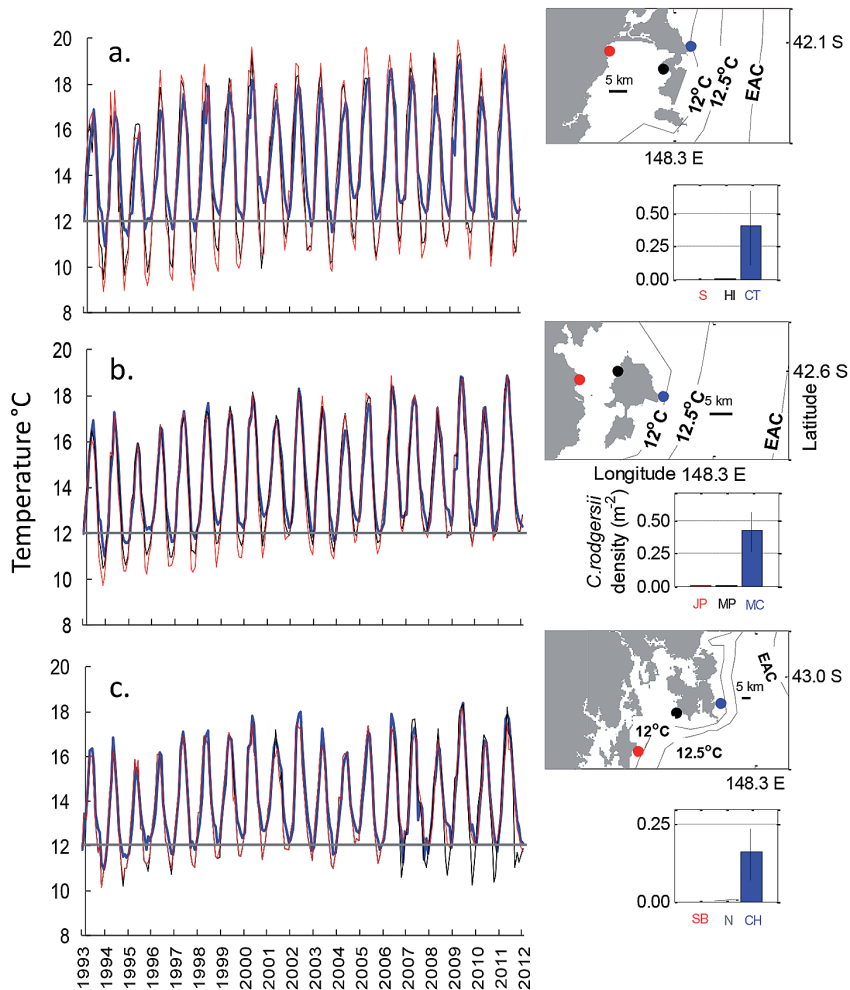 a.
20
18
16
14
12
10
8
42.1 S
5 km
12°C
12.5°C
EAC
148.3 E
0.50
0.25
0.00
S HI CT
Temperature °C
b.
20
18
16
14
12
10
8
42.6 S
12°C
12.5°C
5 km
EAC
Latitude
Longitude 148.3 E
C.rodgersii
density (m⁻²)
0.50
0.25
0.00
JP MP MC
c.
20
18
16
14
12
10
8
EAC
43.0 S
5 km
12°C
12.5°C
148.3 E
0.25
0.00
SB N CH
1993 1994 1995 1996 1997 1998 1999 2000 2001 2002 2003 2004 2005 2006 2007 2008 2009 2010 2011 2012